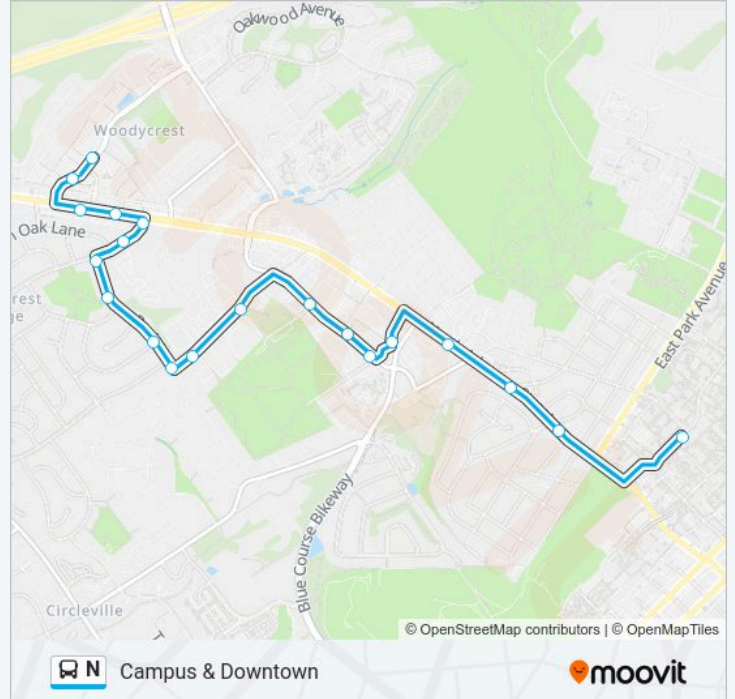 Oakwood Avenue
Woodycrest
Oak Lane
East Park Avenue
Blue Course Bikeway
Circleville
© OpenStreetMap contributors | © OpenMapTiles
N Campus & Downtown
moovit